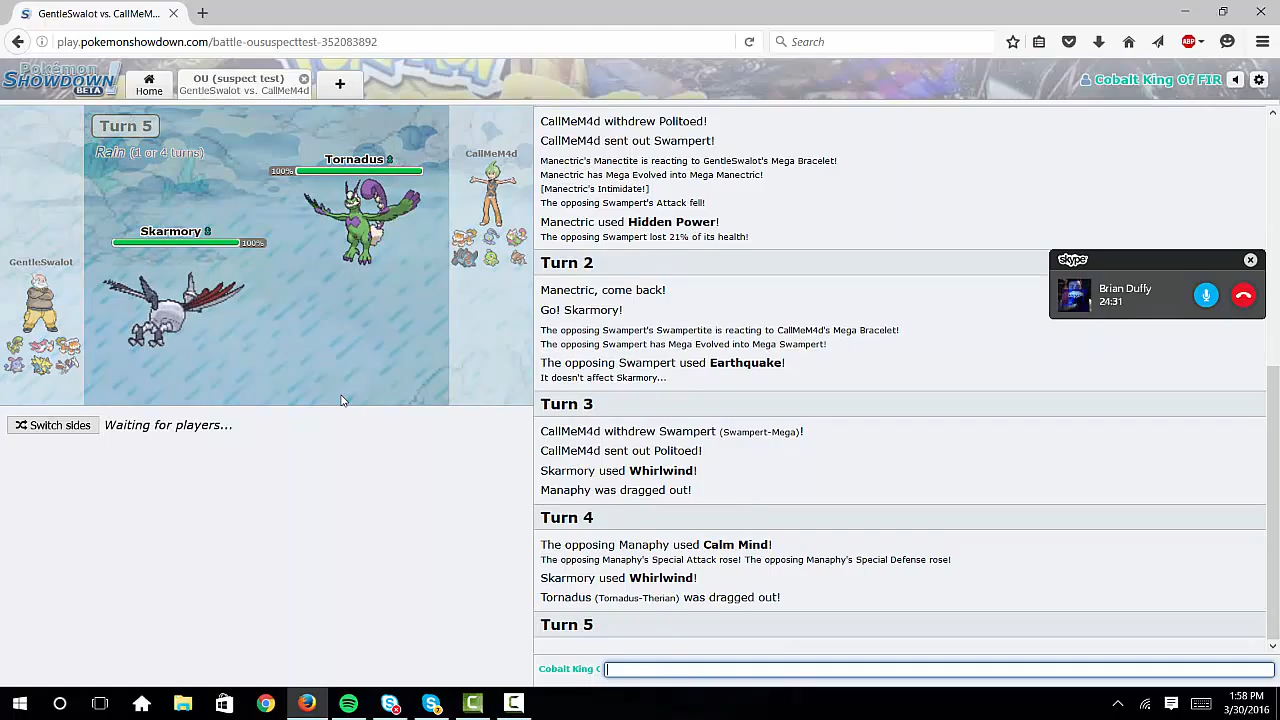 GentleSwalot vs. CallMeM...
play.pokemonshowdown.com/battle-oususpecttest-352083892
Search
ABP
Pokémon
SHOWDOWN!
BETA
Home
OU (suspect test)
GentleSwalot vs. CallMeM4d
Cobalt King Of FIR
Turn 5
Rain (1 or 4 turns)
Tornadus
100%
CallMeM4d
Skarmory
100%
GentleSwalot
Switch sides
Waiting for players...
CallMeM4d withdrew Politoed!
CallMeM4d sent out Swampert!
Manectric's Manectite is reacting to GentleSwalot's Mega Bracelet!
Manectric has Mega Evolved into Mega Manectric!
[Manectric's Intimidate!]
The opposing Swampert's Attack fell!
Manectric used Hidden Power!
The opposing Swampert lost 21% of its health!
Turn 2
Manectric, come back!
Go! Skarmory!
The opposing Swampert's Swampertite is reacting to CallMeM4d's Mega Bracelet!
The opposing Swampert has Mega Evolved into Mega Swampert!
The opposing Swampert used Earthquake!
It doesn't affect Skarmory...
Turn 3
CallMeM4d withdrew Swampert (Swampert-Mega)!
CallMeM4d sent out Politoed!
Skarmory used Whirlwind!
Manaphy was dragged out!
Turn 4
The opposing Manaphy used Calm Mind!
The opposing Manaphy's Special Attack rose! The opposing Manaphy's Special Defense rose!
Skarmory used Whirlwind!
Tornadus (Tornadus-Therian) was dragged out!
Turn 5
Cobalt King
skype
Brian Duffy
24:31
1:58 PM
3/30/2016